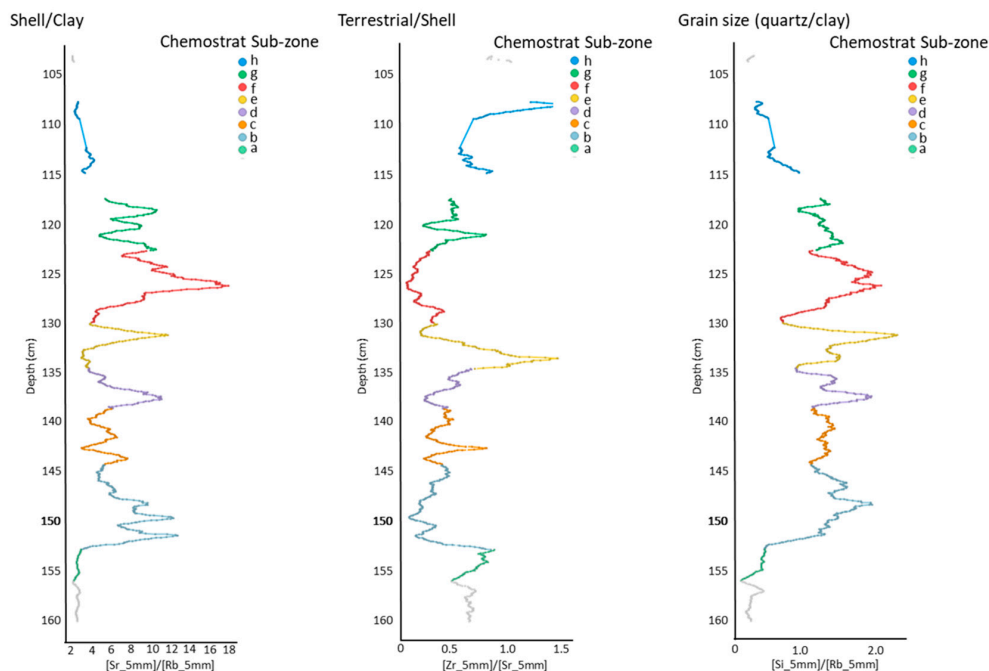 Shell/Clay
Chemostrat Sub-zone
h
g
f
e
d
c
b
a
105
110
115
120
125
130
135
140
145
150
155
160
Depth (cm)
2 4 6 8 10 12 14 16 18
[Sr_5mm]/[Rb_5mm]
Terrestrial/Shell
Chemostrat Sub-zone
h
g
f
e
d
c
b
a
105
110
115
120
125
130
135
140
145
150
155
160
Depth (cm)
0.5 1.0 1.5
[Zr_5mm]/[Sr_5mm]
Grain size (quartz/clay)
Chemostrat Sub-zone
h
g
f
e
d
c
b
a
105
110
115
120
125
130
135
140
145
150
155
160
Depth (cm)
1.0 2.0
[Si_5mm]/[Rb_5mm]